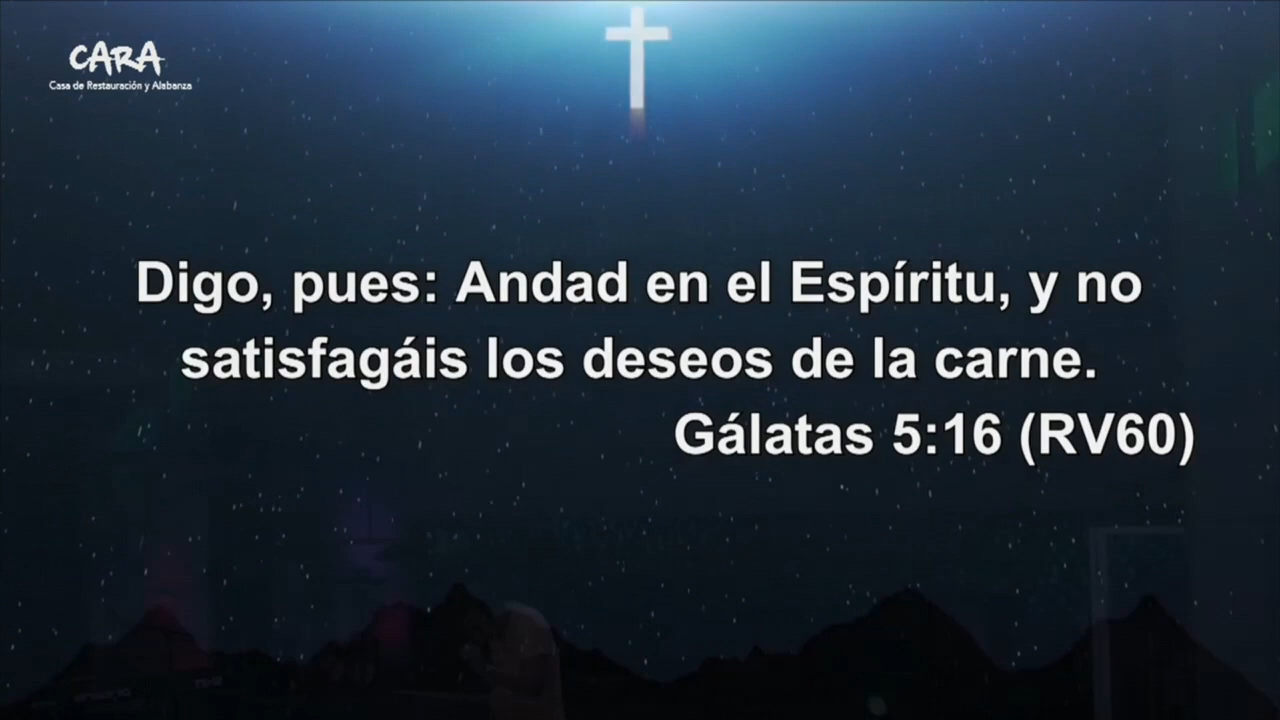 CARA
Casa de Restauración y Alabanza
Digo, pues: Andad en el Espíritu, y no
satisfagáis los deseos de la carne.
Gálatas 5:16 (RV60)